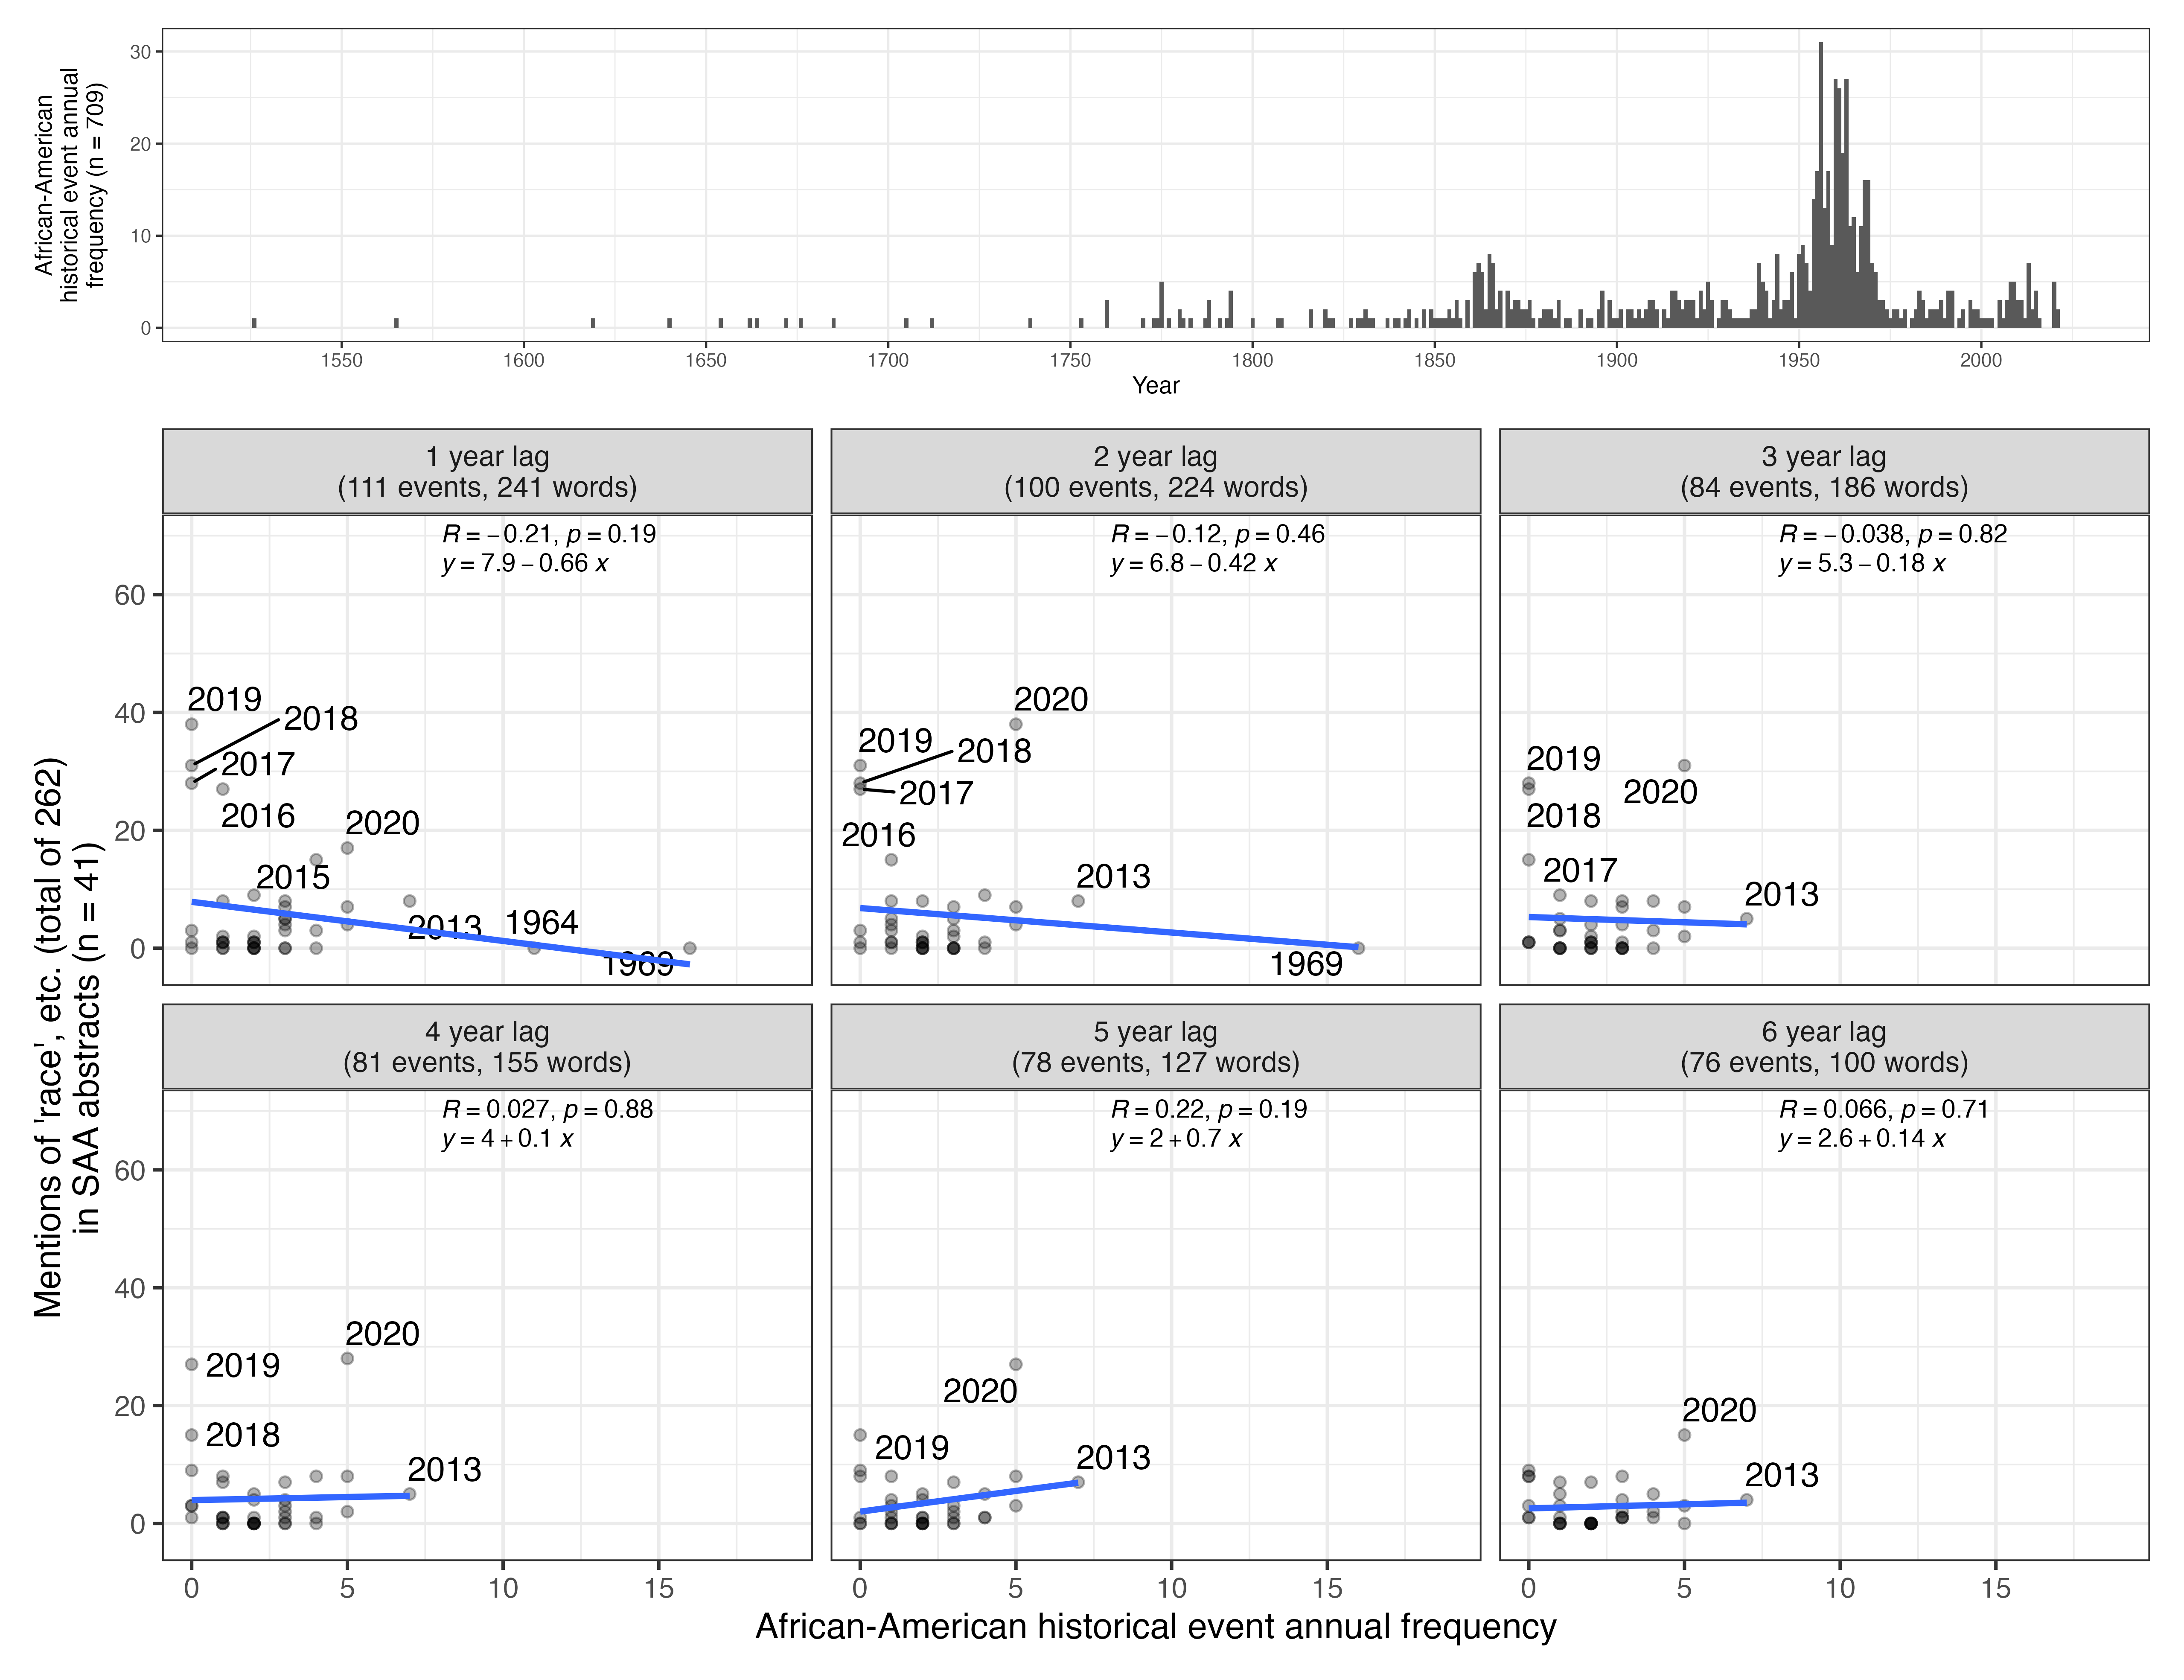 African-American
historical event annual
frequency (n = 709)
30
20
10
0
1550
1600
1650
1700
1750
1800
1850
1900
1950
2000
Year
1 year lag
(111 events, 241 words)
2 year lag
(100 events, 224 words)
3 year lag
(84 events, 186 words)
Mentions of 'race', etc. (total of 262)
in SAA abstracts (n = 41)
60
40
20
0
R = −0.21, p = 0.19
y = 7.9 − 0.66 x
2019
2018
2017
2016
2020
2015
2013
1964
1969
R = −0.12, p = 0.46
y = 6.8 − 0.42 x
2020
2019
2018
2017
2016
2013
1969
R = −0.038, p = 0.82
y = 5.3 − 0.18 x
2019
2020
2018
2017
2013
4 year lag
(81 events, 155 words)
5 year lag
(78 events, 127 words)
6 year lag
(76 events, 100 words)
60
40
20
0
R = 0.027, p = 0.88
y = 4 + 0.1 x
2020
2019
2018
2013
R = 0.22, p = 0.19
y = 2 + 0.7 x
2020
2019
2013
R = 0.066, p = 0.71
y = 2.6 + 0.14 x
2020
2013
0
5
10
15
0
5
10
15
0
5
10
15
African-American historical event annual frequency